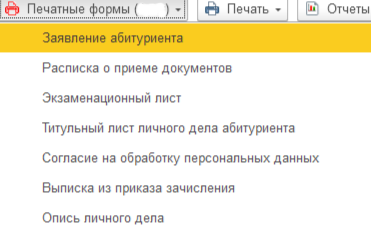 Печатные формы ( ) Печать Отчеты
Заявление абитуриента
Расписка о приеме документов
Экзаменационный лист
Титульный лист личного дела абитуриента
Согласие на обработку персональных данных
Выписка из приказа зачисления
Опись личного дела